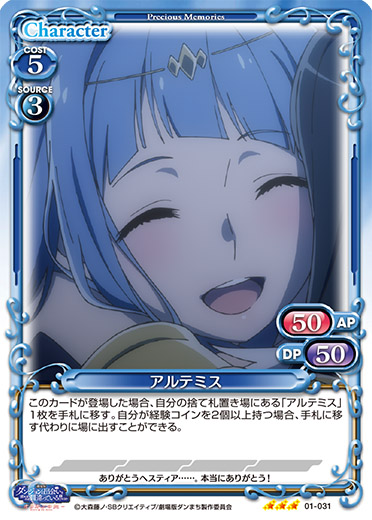 Precious Memories
Character
COST
5
SOURCE
3
50 AP
DP 50
アルテミス
このカードが登場した場合、自分の捨て札置き場にある「アルテミス」
1枚を手札に移す。自分が経験コインを2個以上持つ場合、手札に移
す代わりに場に出すことができる。
ありがとうヘスティア……。本当にありがとう!
©大森藤ノ・SBクリエイティブ/劇場版ダンまち製作委員会
01-031